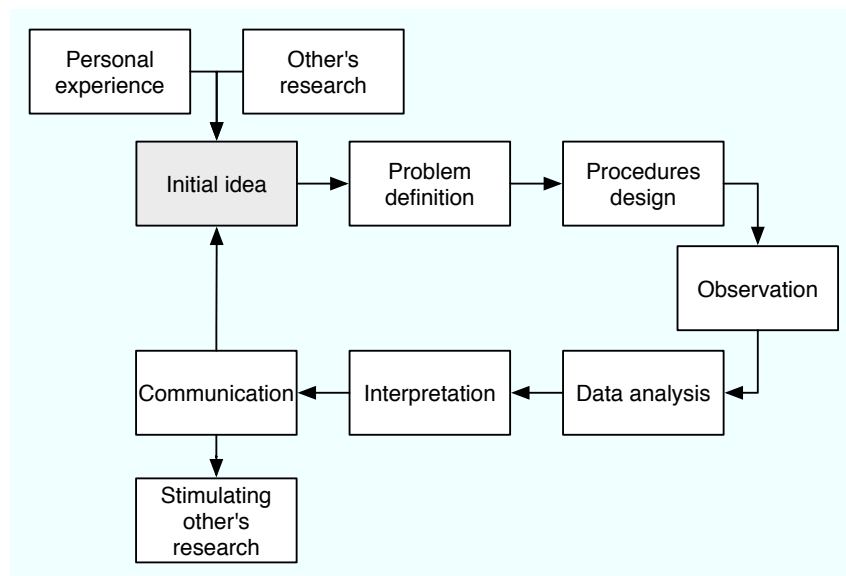 Personal
experience
Other's
research
Initial idea
Problem
definition
Procedures
design
Observation
Communication
Interpretation
Data analysis
Stimulating
other's
research